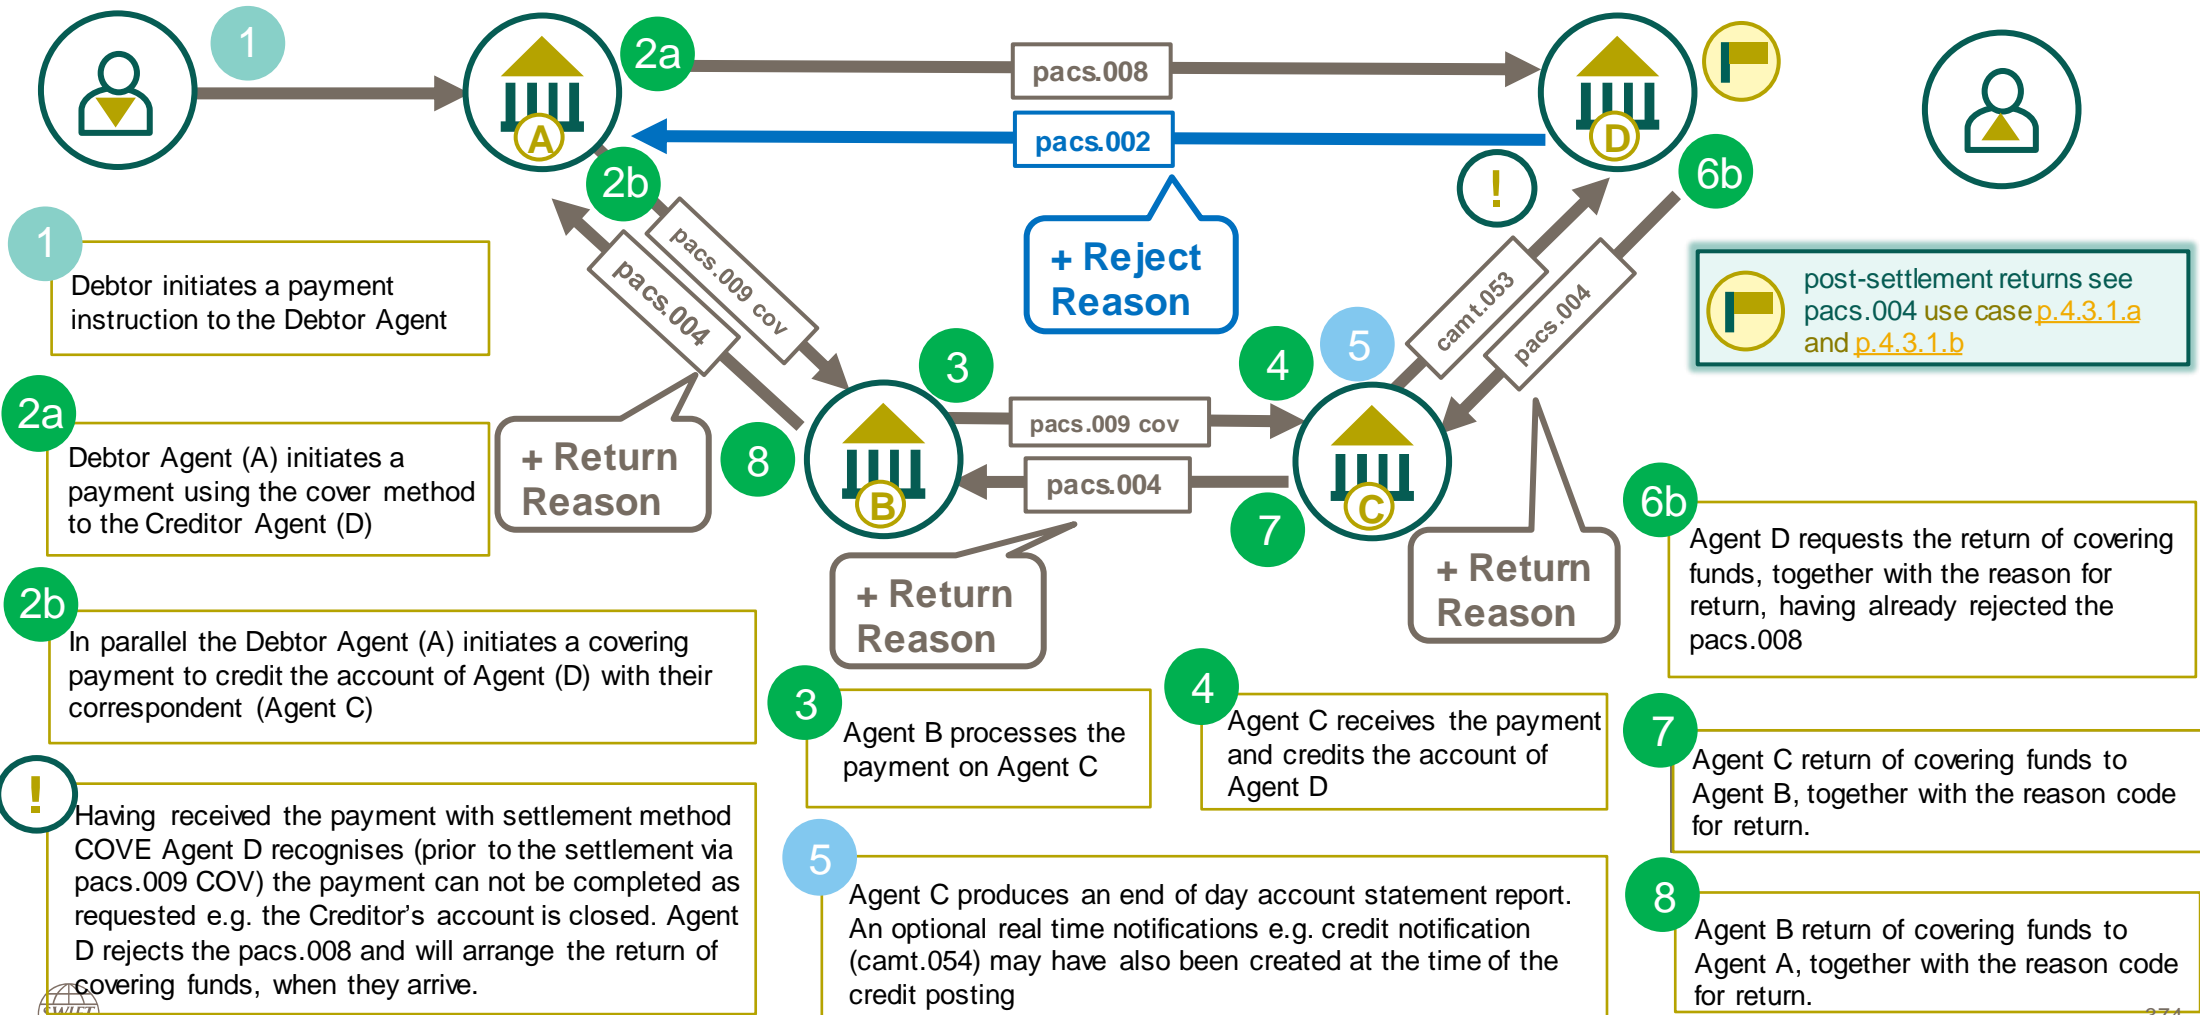 1
2a
pacs.008
A
D
pacs.002
2b
!
6b
+ Reject
Reason
pacs.009 cov
pacs.004
camt.053
pacs.004
1
Debtor initiates a payment
instruction to the Debtor Agent
post-settlement returns see
pacs.004 use case p.4.3.1.a
and p.4.3.1.b
3
4
5
pacs.009 cov
pacs.004
B
C
8
7
+ Return
Reason
+ Return
Reason
+ Return
Reason
2a
Debtor Agent (A) initiates a
payment using the cover method
to the Creditor Agent (D)
6b
Agent D requests the return of covering
funds, together with the reason for
return, having already rejected the
pacs.008
2b
In parallel the Debtor Agent (A) initiates a covering
payment to credit the account of Agent (D) with their
correspondent (Agent C)
3
Agent B processes the
payment on Agent C
4
Agent C receives the payment
and credits the account of
Agent D
7
Agent C return of covering funds to
Agent B, together with the reason code
for return.
!
Having received the payment with settlement method
COVE Agent D recognises (prior to the settlement via
pacs.009 COV) the payment can not be completed as
requested e.g. the Creditor's account is closed. Agent
D rejects the pacs.008 and will arrange the return of
covering funds, when they arrive.
5
Agent C produces an end of day account statement report.
An optional real time notifications e.g. credit notification
(camt.054) may have also been created at the time of the
credit posting
8
Agent B return of covering funds to
Agent A, together with the reason code
for return.
SWIFT
374